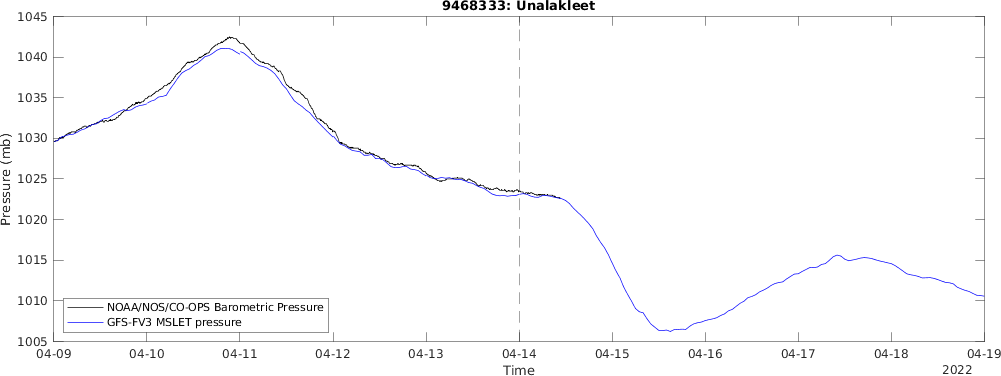 9468333: Unalakleet
1045
1040
1035
1030
1025
1020
1015
1010
1005
Pressure (mb)
NOAA/NOS/CO-OPS Barometric Pressure
GFS-FV3 MSLET pressure
04-09 04-10 04-11 04-12 04-13 04-14 04-15 04-16 04-17 04-18 04-19
Time
2022